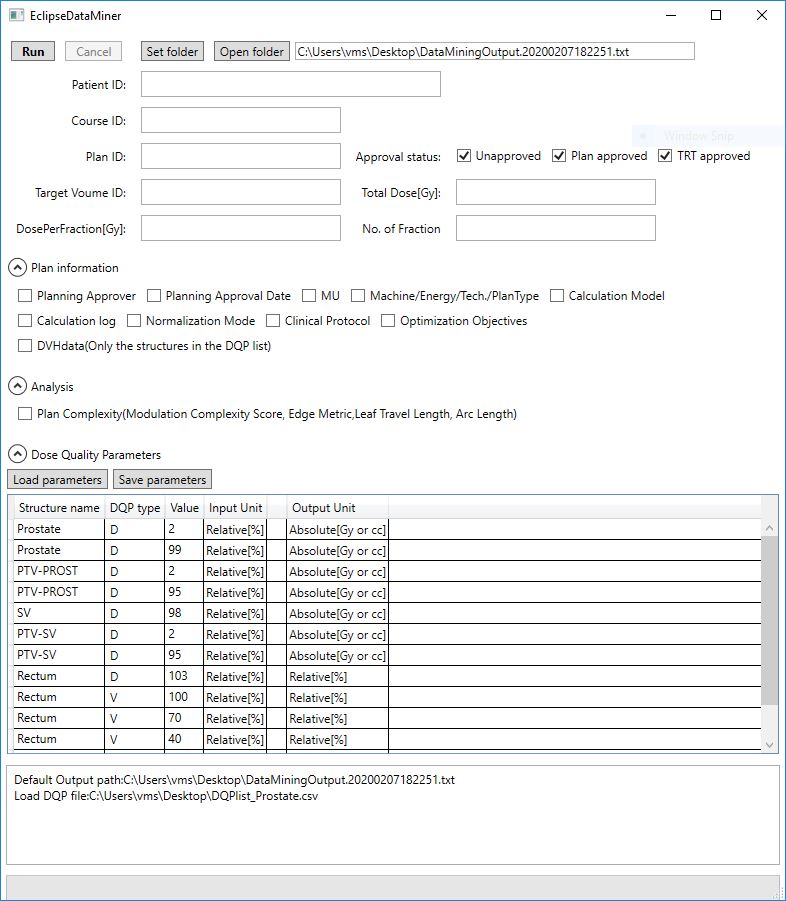 EclipseDataMiner
Run Cancel Set folder Open folder C:\Users\vms\Desktop\DataMiningOutput.20200207182251.txt
Patient ID:
Course ID:
Window Snip
Plan ID: Approval status: Unapproved Plan approved TRT approved
Target Voume ID: Total Dose[Gy]:
DosePerFraction[Gy]: No. of Fraction
Plan information
Planning Approver Planning Approval Date MU Machine/Energy/Tech./PlanType Calculation Model
Calculation log Normalization Mode Clinical Protocol Optimization Objectives
DVHdata(Only the structures in the DQP list)
Analysis
Plan Complexity(Modulation Complexity Score, Edge Metric,Leaf Travel Length, Arc Length)
Dose Quality Parameters
Load parameters Save parameters
Structure name DQP type Value Input Unit Output Unit
Prostate D 2 Relative[%] Absolute[Gy or cc]
Prostate D 99 Relative[%] Absolute[Gy or cc]
PTV-PROST D 2 Relative[%] Absolute[Gy or cc]
PTV-PROST D 95 Relative[%] Absolute[Gy or cc]
SV D 98 Relative[%] Absolute[Gy or cc]
PTV-SV D 2 Relative[%] Absolute[Gy or cc]
PTV-SV D 95 Relative[%] Absolute[Gy or cc]
Rectum D 103 Relative[%] Relative[%]
Rectum V 100 Relative[%] Relative[%]
Rectum V 70 Relative[%] Relative[%]
Rectum V 40 Relative[%] Relative[%]
Default Output path:C:\Users\vms\Desktop\DataMiningOutput.20200207182251.txt
Load DQP file:C:\Users\vms\Desktop\DQPlist_Prostate.csv